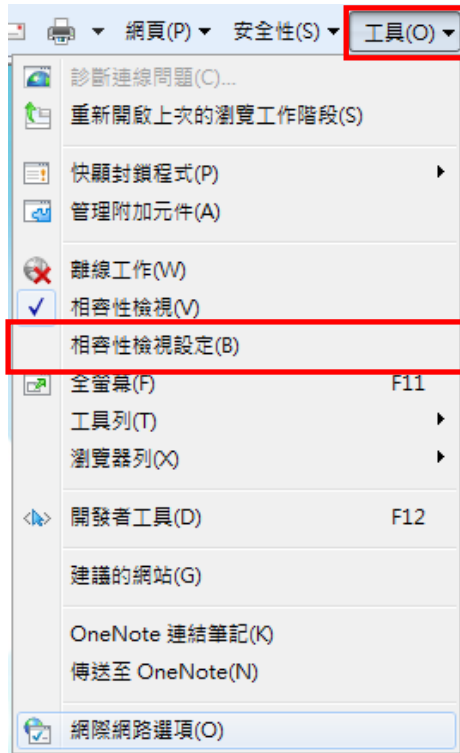 網頁(P) 安全性(S) 工具(O)
診斷連線問題(C)...
重新開啟上次的瀏覽工作階段(S)
快顯封鎖程式(P)
管理附加元件(A)
離線工作(W)
相容性檢視(V)
相容性檢視設定(B)
全螢幕(F) F11
工具列(T)
瀏覽器列(X)
開發者工具(D) F12
建議的網站(G)
OneNote 連結筆記(K)
傳送至 OneNote(N)
網際網路選項(O)